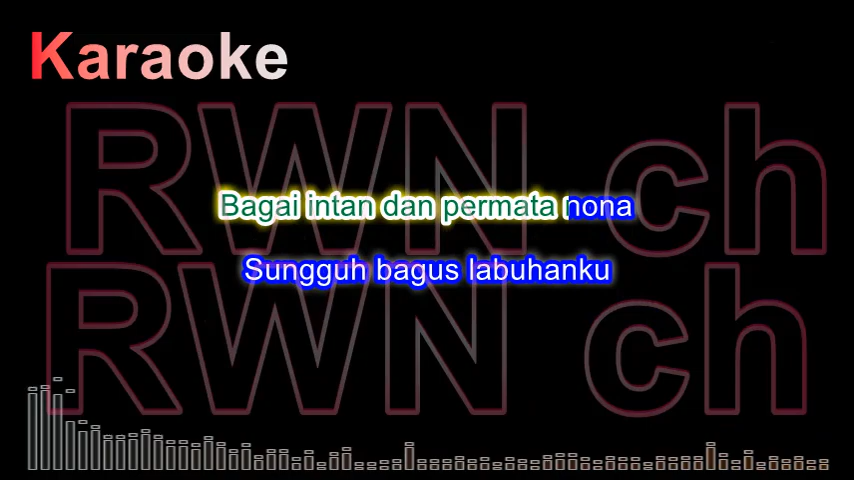 Karaoke
RWN ch
Bagai intan dan permata nona
Sungguh bagus labuhanku
RWN ch